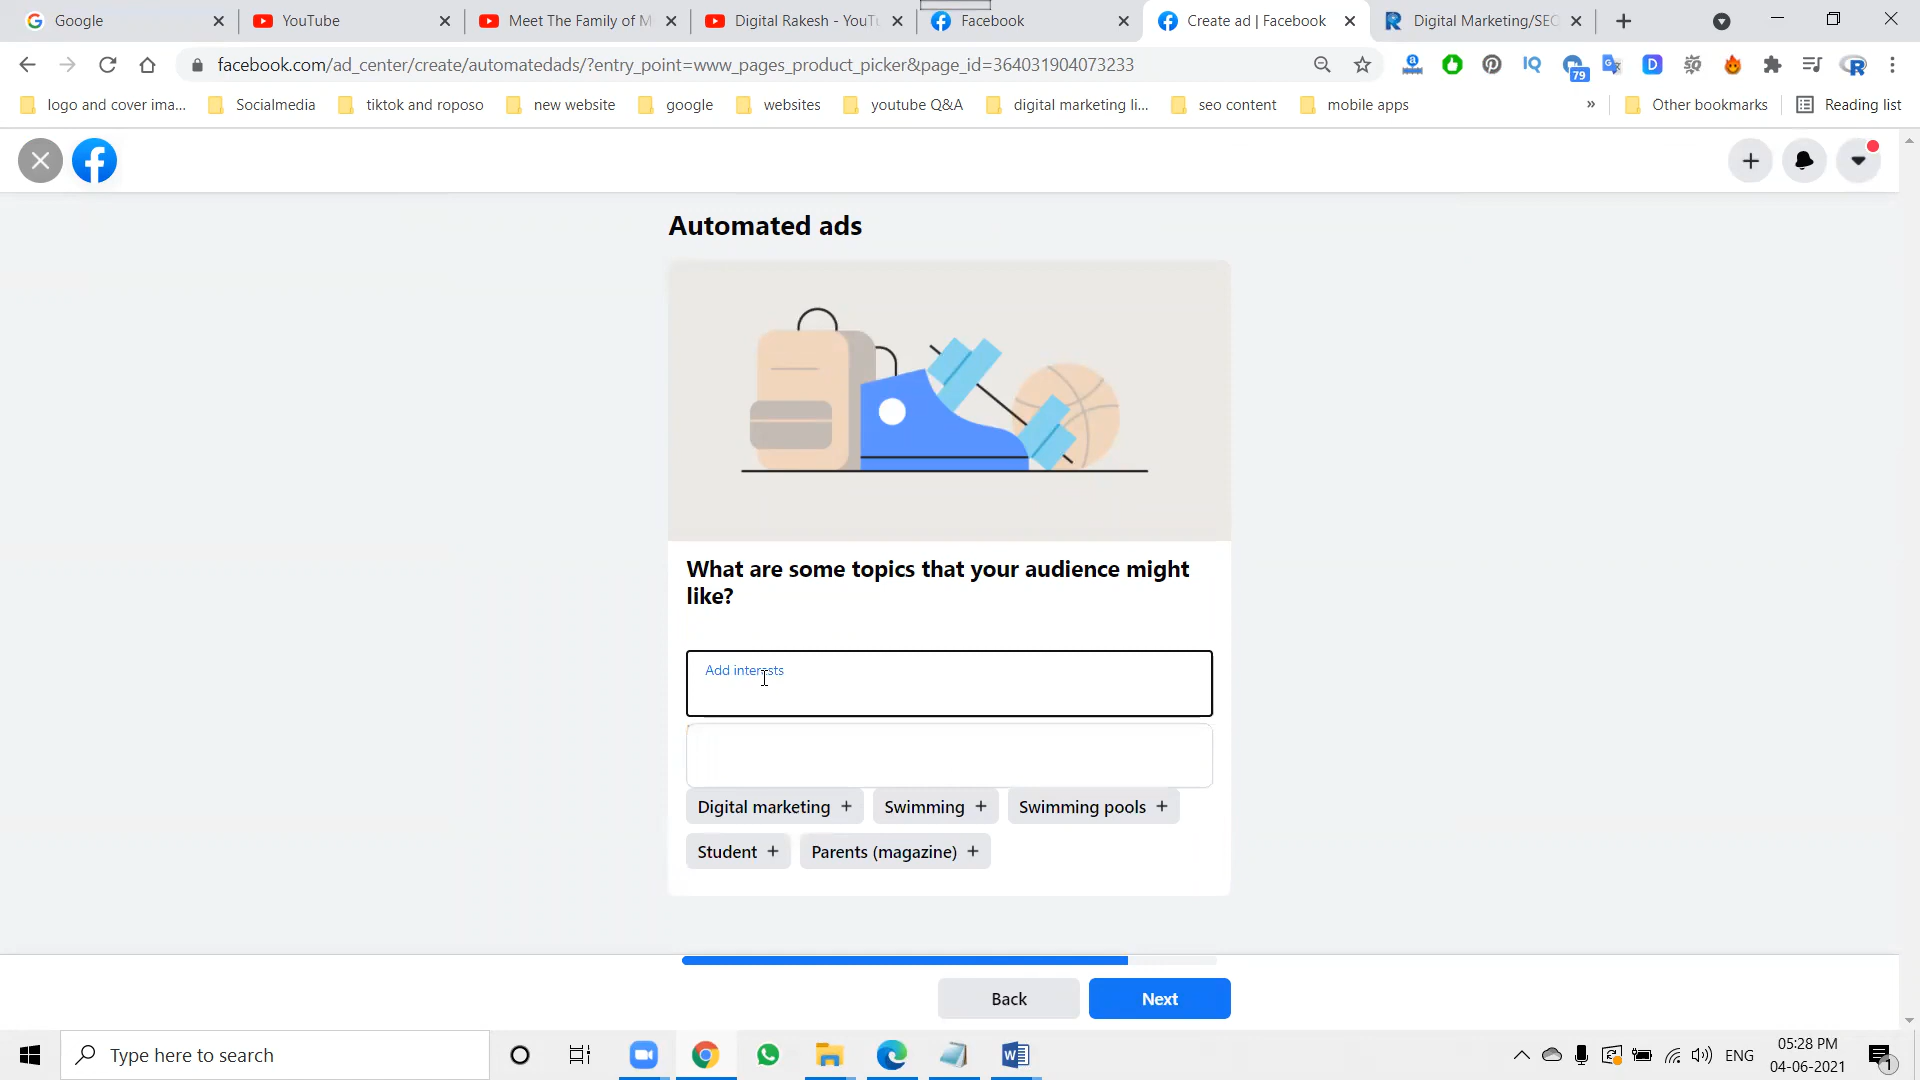 Google
YouTube
Meet The Family of M
Digital Rakesh - YouTu
Facebook
Create ad | Facebook
Digital Marketing/SEO
facebook.com/ad_center/create/automatedads/?entry_point=www_pages_product_picker&page_id=364031904073233
79
logo and cover ima...
Socialmedia
tiktok and roposo
new website
google
websites
youtube Q&A
digital marketing li...
seo content
mobile apps
»
Other bookmarks
Reading list
Automated ads
What are some topics that your audience might
like?
Add interests
Digital marketing +
Swimming +
Swimming pools +
Student +
Parents (magazine) +
Back
Next
Type here to search
ENG
05:28 PM
04-06-2021
1